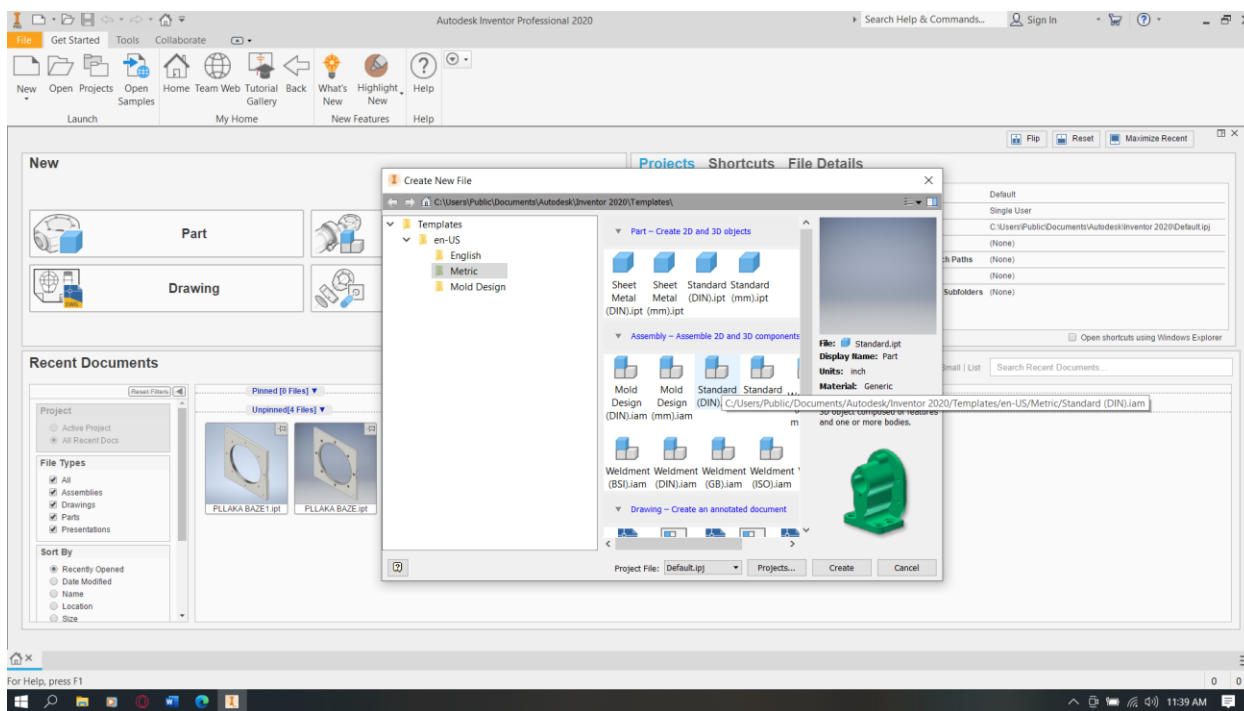 Autodesk Inventor Professional 2020
Search Help & Commands...
Sign In
File
Get Started
Tools
Collaborate
New
Open
Projects
Open Samples
Home
Team Web
Tutorial Gallery
Back
What's New
Highlight New
Help
Launch
My Home
New Features
Help
Flip
Reset
Maximize Recent
New
Part
Drawing
Projects
Shortcuts
File Details
Default
Single User
C:\Users\Public\Documents\Autodesk\Inventor 2020\Default.ipj
(None)
ch Paths
(None)
(None)
Subfolders
(None)
Open shortcuts using Windows Explorer
Create New File
C:\Users\Public\Documents\Autodesk\Inventor 2020\Templates\
Templates
en-US
English
Metric
Mold Design
Part – Create 2D and 3D objects
Sheet Metal (DIN).ipt
Sheet Metal (mm).ipt
Standard (DIN).ipt
Standard (mm).ipt
Assembly – Assemble 2D and 3D components
Mold Design (DIN).iam
Mold Design (mm).iam
Standard (DIN).
Standard
C:/Users/Public/Documents/Autodesk/Inventor 2020/Templates/en-US/Metric/Standard (DIN).iam
Weldment (BSI).iam
Weldment (DIN).iam
Weldment (GB).iam
Weldment (ISO).iam
Drawing – Create an annotated document
File: Standard.ipt
Display Name: Part
Units: inch
Material: Generic
3D object composed of features
and one or more bodies.
Project File:
Default.ipj
Projects...
Create
Cancel
Recent Documents
Small | List
Search Recent Documents...
Reset Filters
Pinned [0 Files]
Unpinned[4 Files]
Project
Active Project
All Recent Docs
File Types
All
Assemblies
Drawings
Parts
Presentations
Sort By
Recently Opened
Date Modified
Name
Location
Size
PLLAKA BAZE1.ipt
PLLAKA BAZE.ipt
For Help, press F1
0 0
11:39 AM